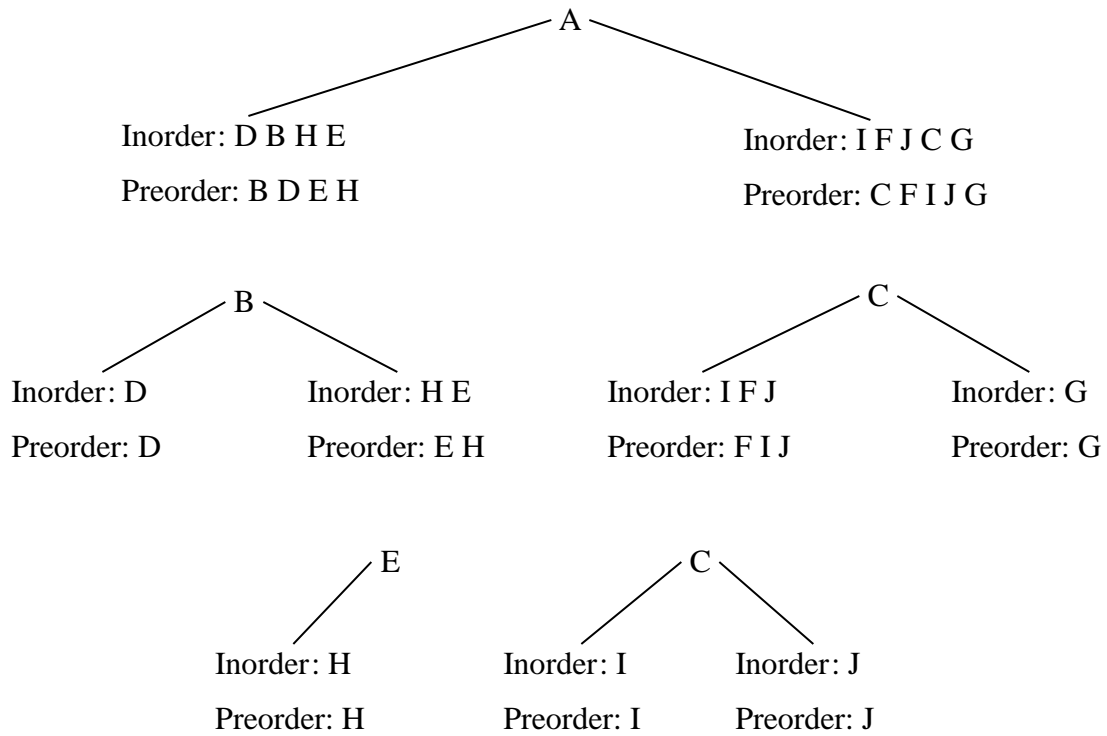 A
Inorder: D B H E
Inorder: I F J C G
Preorder: B D E H
Preorder: C F I J G
B
C
Inorder: D
Inorder: H E
Inorder: I F J
Inorder: G
Preorder: D
Preorder: E H
Preorder: F I J
Preorder: G
E
C
Inorder: H
Inorder: I
Inorder: J
Preorder: H
Preorder: I
Preorder: J